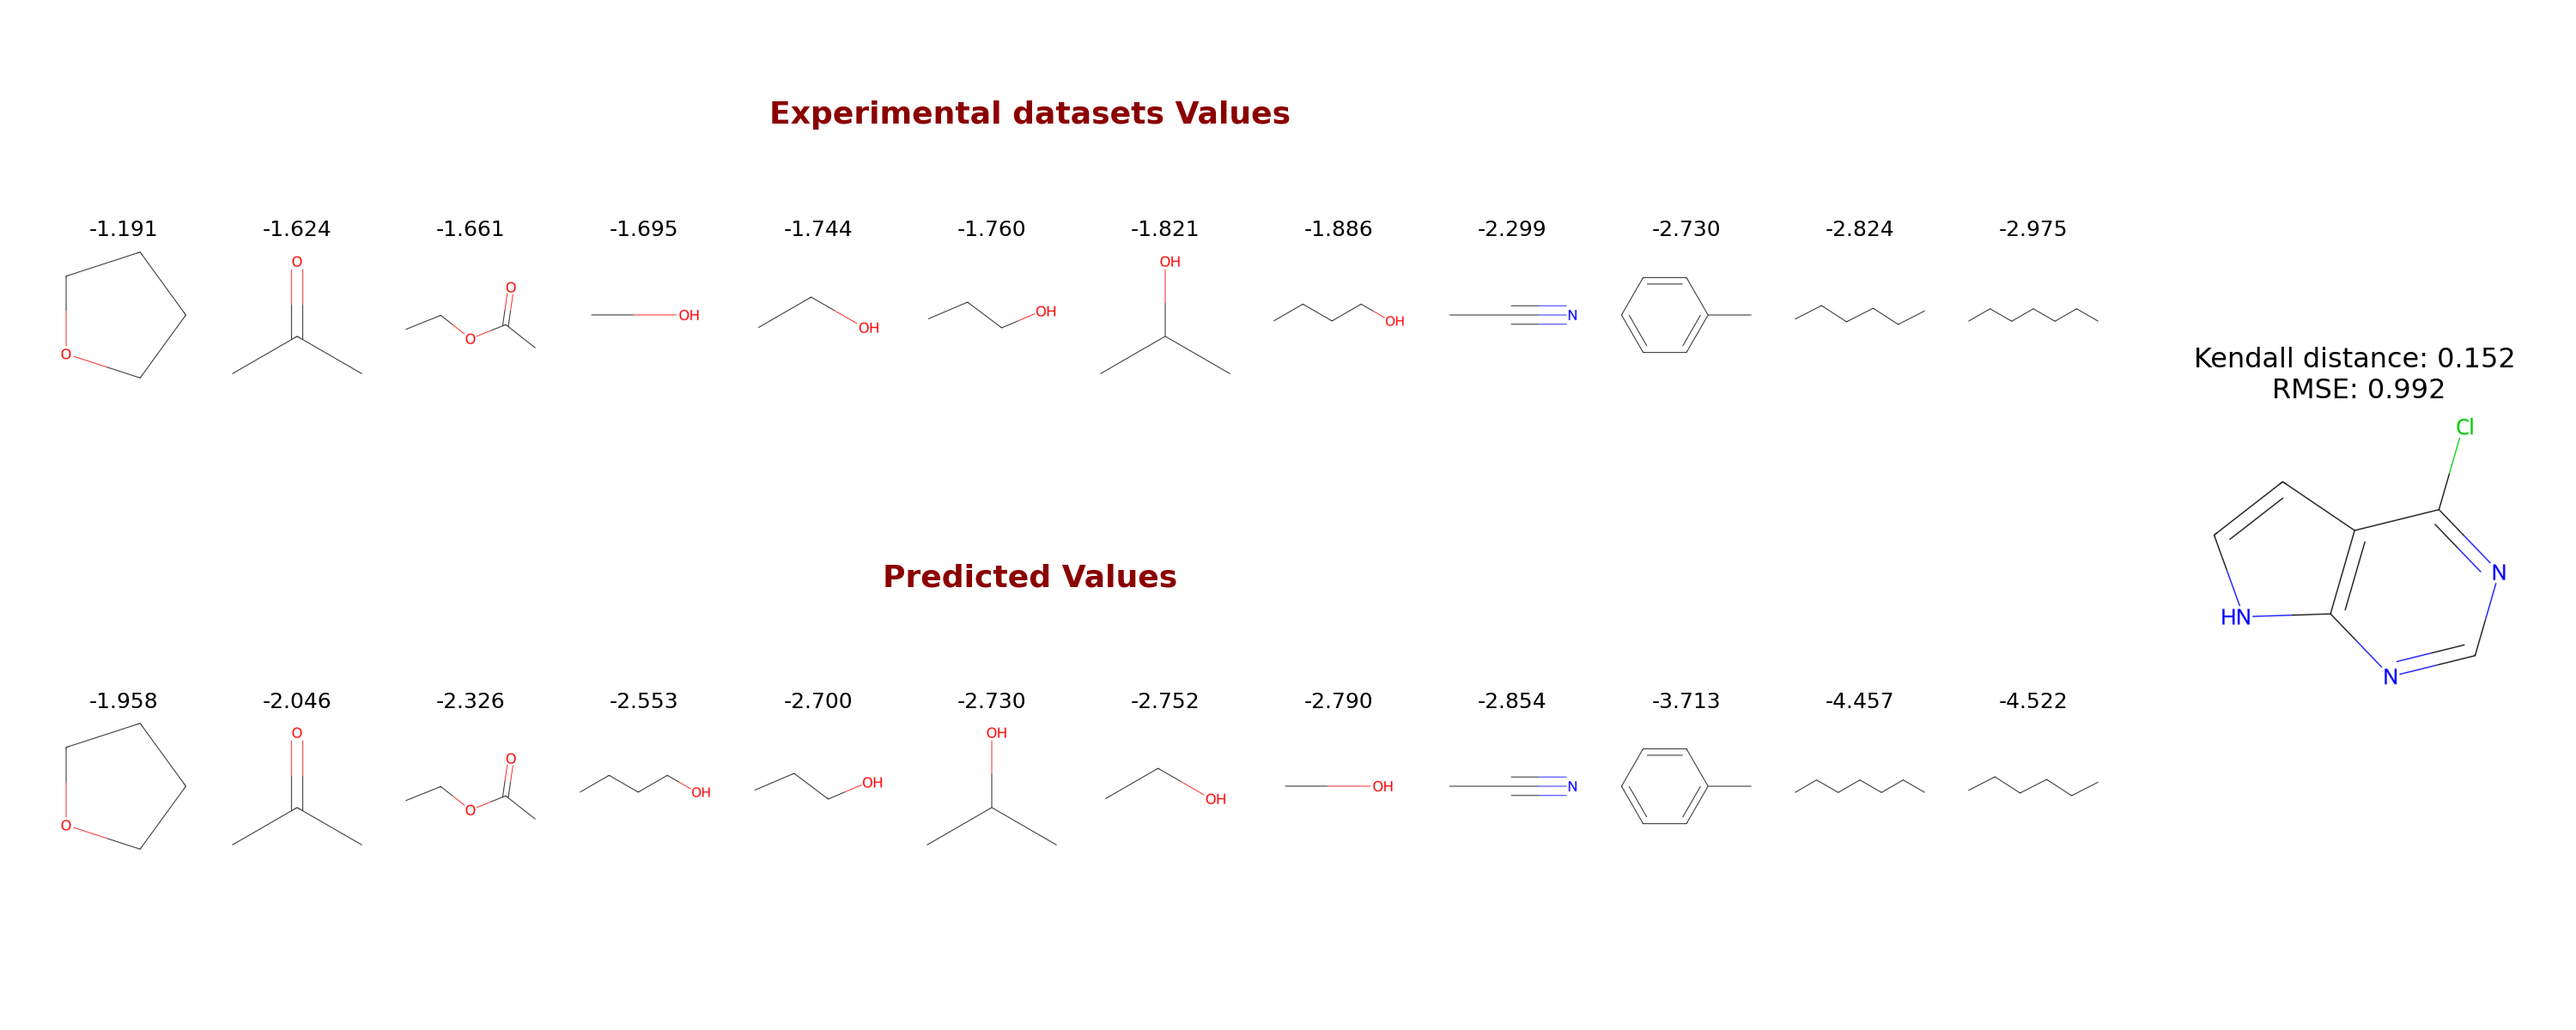 Experimental datasets Values
-1.191 -1.624 -1.661 -1.695 -1.744 -1.760 -1.821 -1.886 -2.299 -2.730 -2.824 -2.975
O O O O OH OH OH OH OH N
Kendall distance: 0.152
RMSE: 0.992
Cl
N
HN
N
Predicted Values
-1.958 -2.046 -2.326 -2.553 -2.700 -2.730 -2.752 -2.790 -2.854 -3.713 -4.457 -4.522
O O O O OH OH OH OH OH N